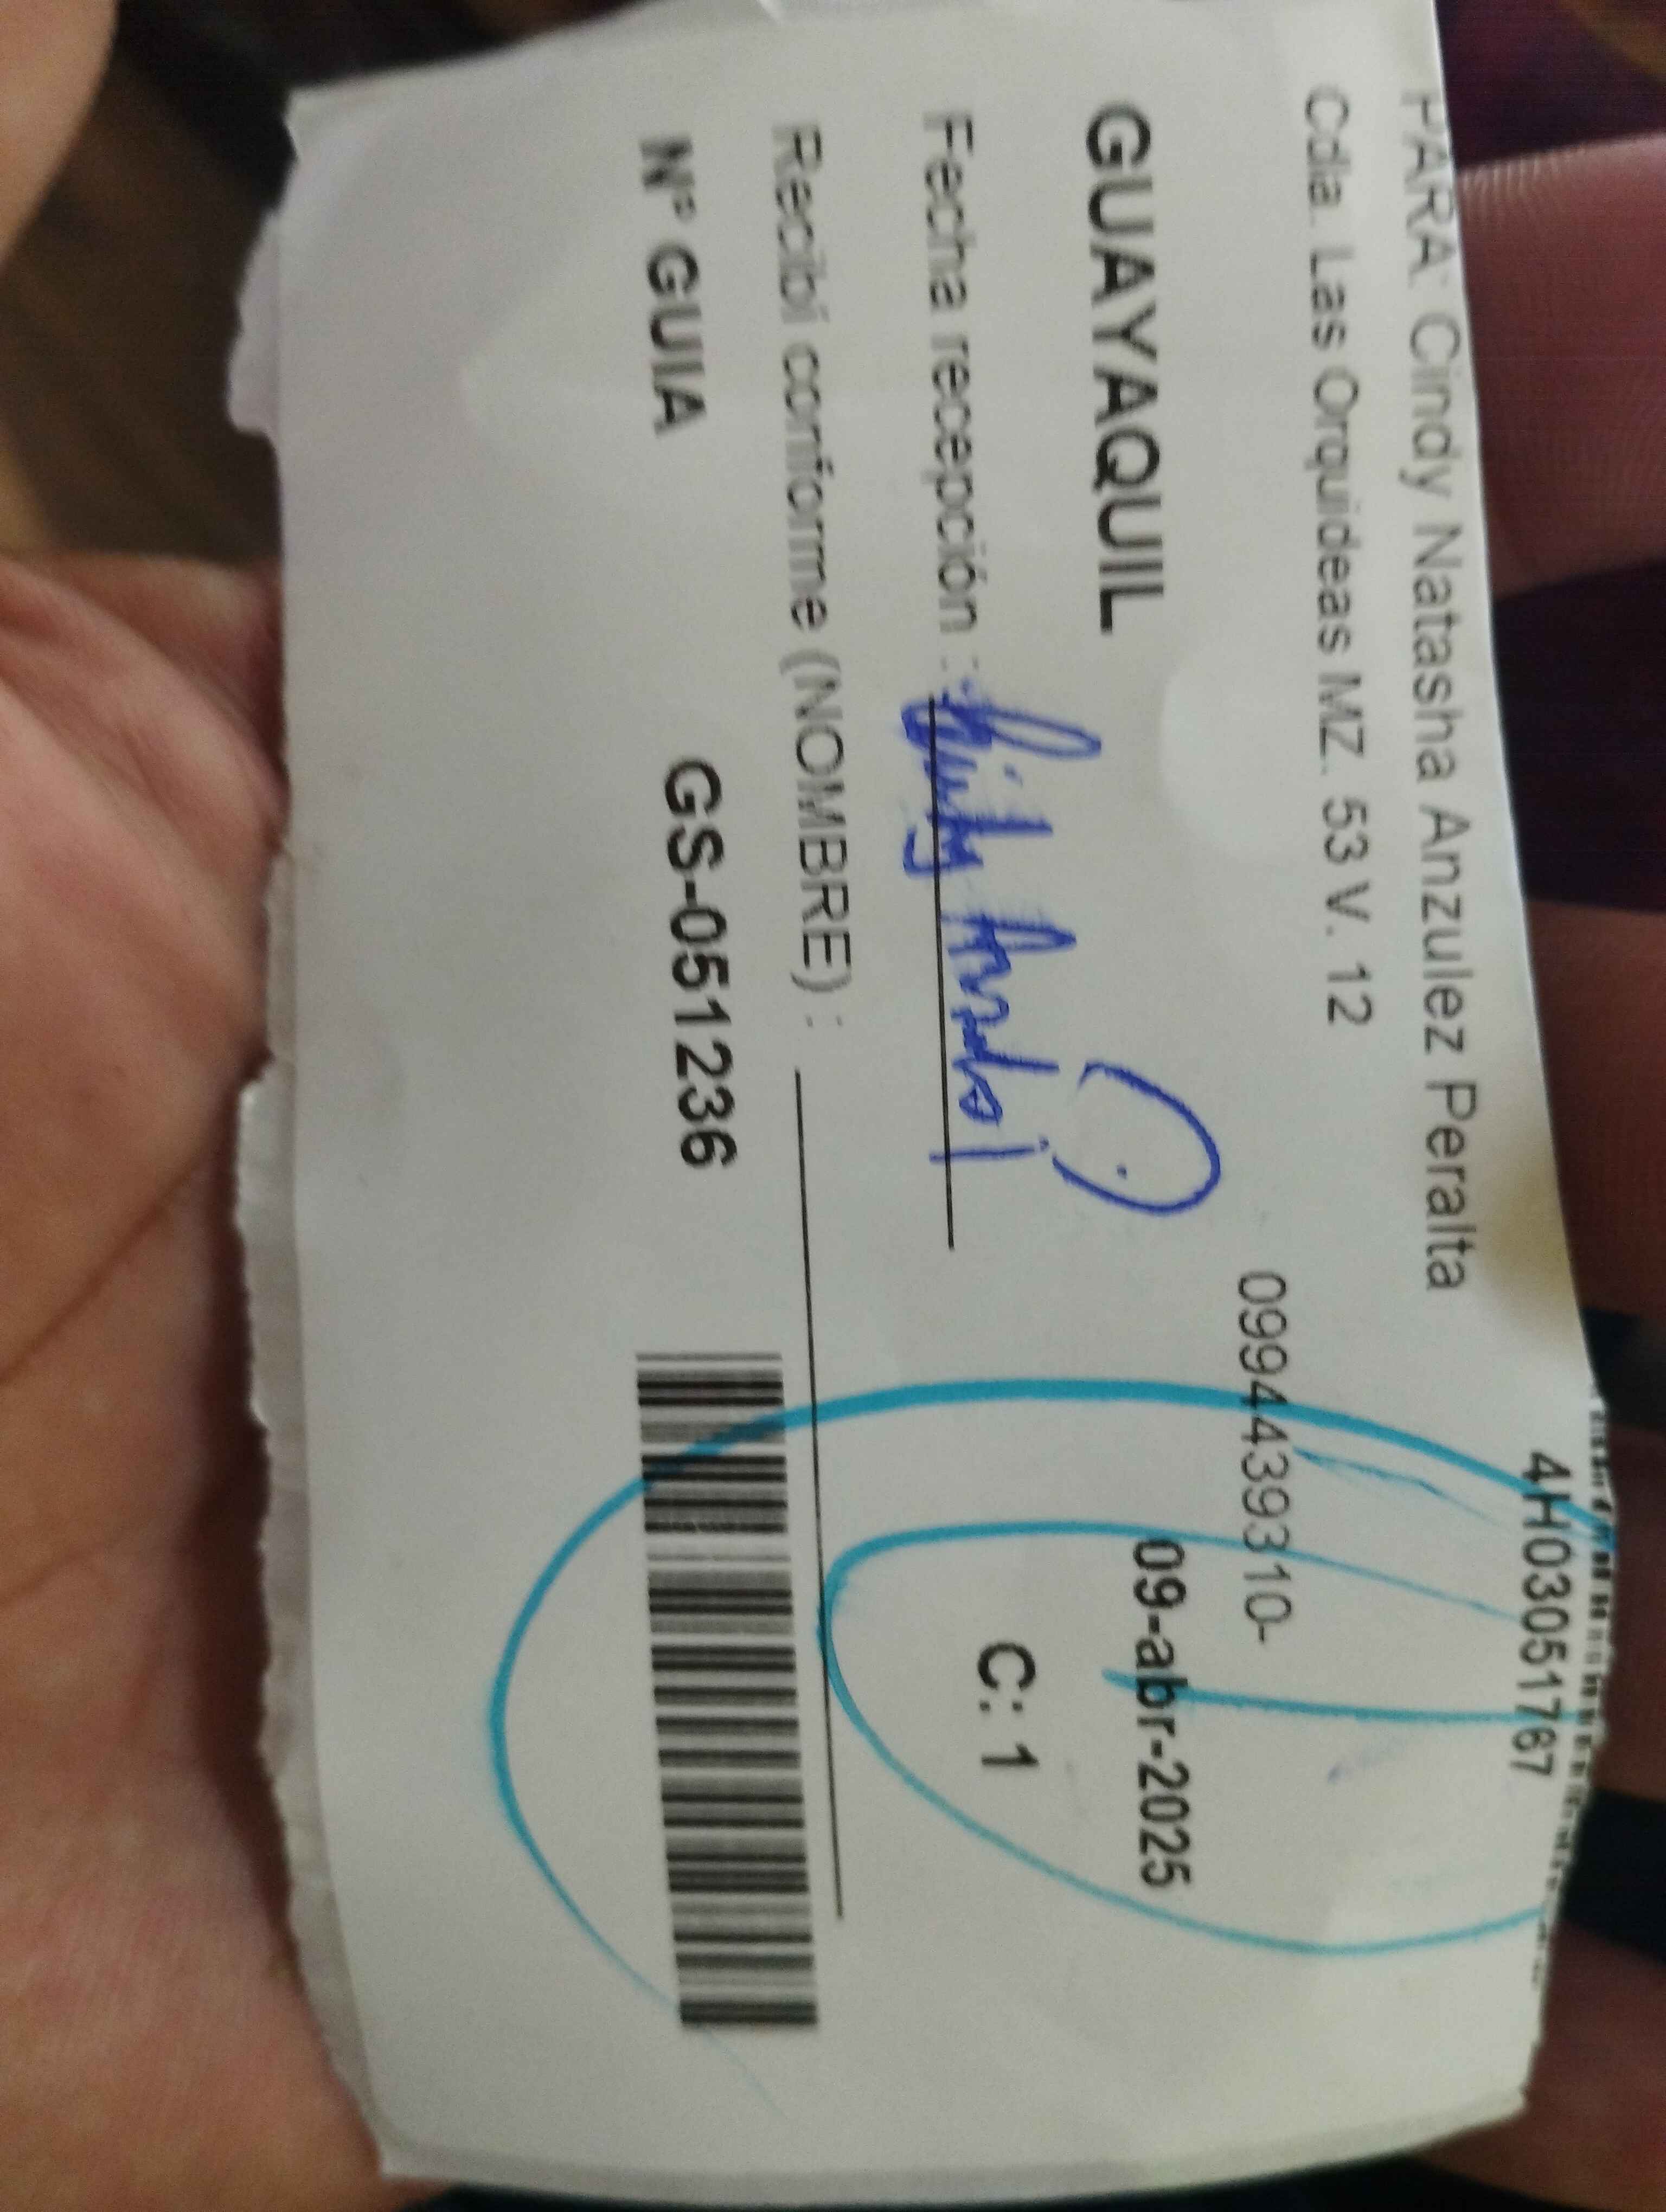 4H03051767
PARA: Cindy Natasha Anzulez Peralta
Cdla. Las Orquideas MZ. 53 V. 12
0994439310-
GUAYAQUIL 09-abr-2025
Fecha recepción : C: 1
Recibí conforme (NOMBRE) :
Nº GUIA GS-051236